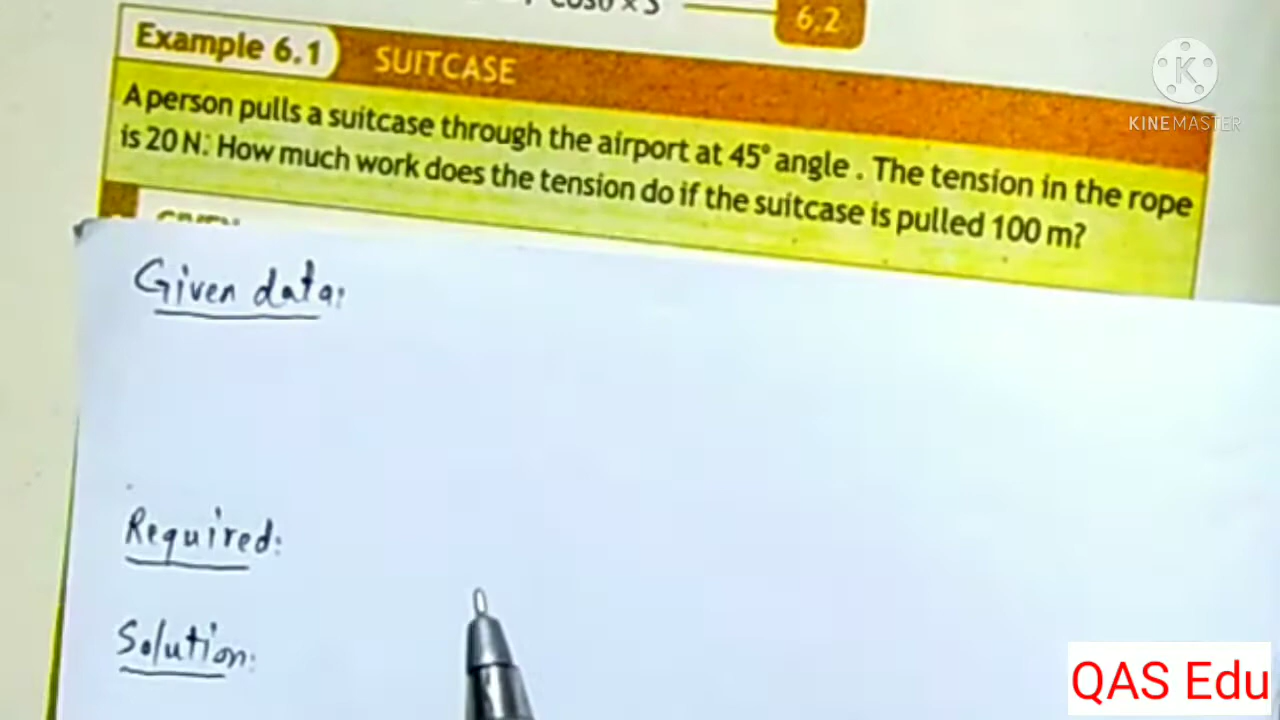 cosθ × S
6.2
Example 6.1 SUITCASE
A person pulls a suitcase through the airport at 45° angle . The tension in the rope
is 20 N. How much work does the tension do if the suitcase is pulled 100 m?
GIVEN
Given data:
Required:
Solution:
K
KINEMASTER
QAS Edu